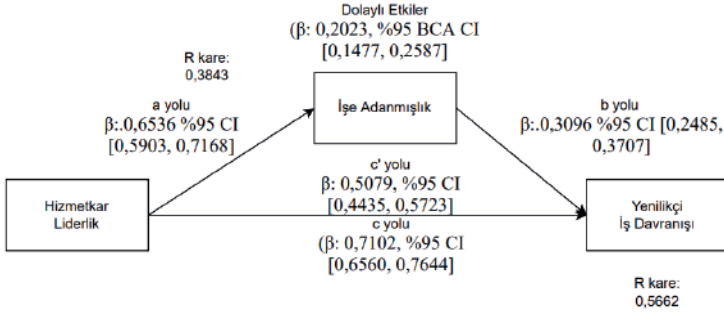 Dolaylı Etkiler
(β: 0,2023, %95 BCA CI
[0,1477, 0,2587]
R kare:
0,3843
a yolu
β:.0,6536 %95 CI
[0,5903, 0,7168]
İşe Adanmışlık
b yolu
β:.0,3096 %95 CI [0,2485,
0,3707]
c' yolu
β: 0,5079, %95 CI
[0,4435, 0,5723]
Hizmetkar
Liderlik
Yenilikçi
İş Davranışı
c yolu
(β: 0,7102, %95 CI
[0,6560, 0,7644]
R kare:
0,5662